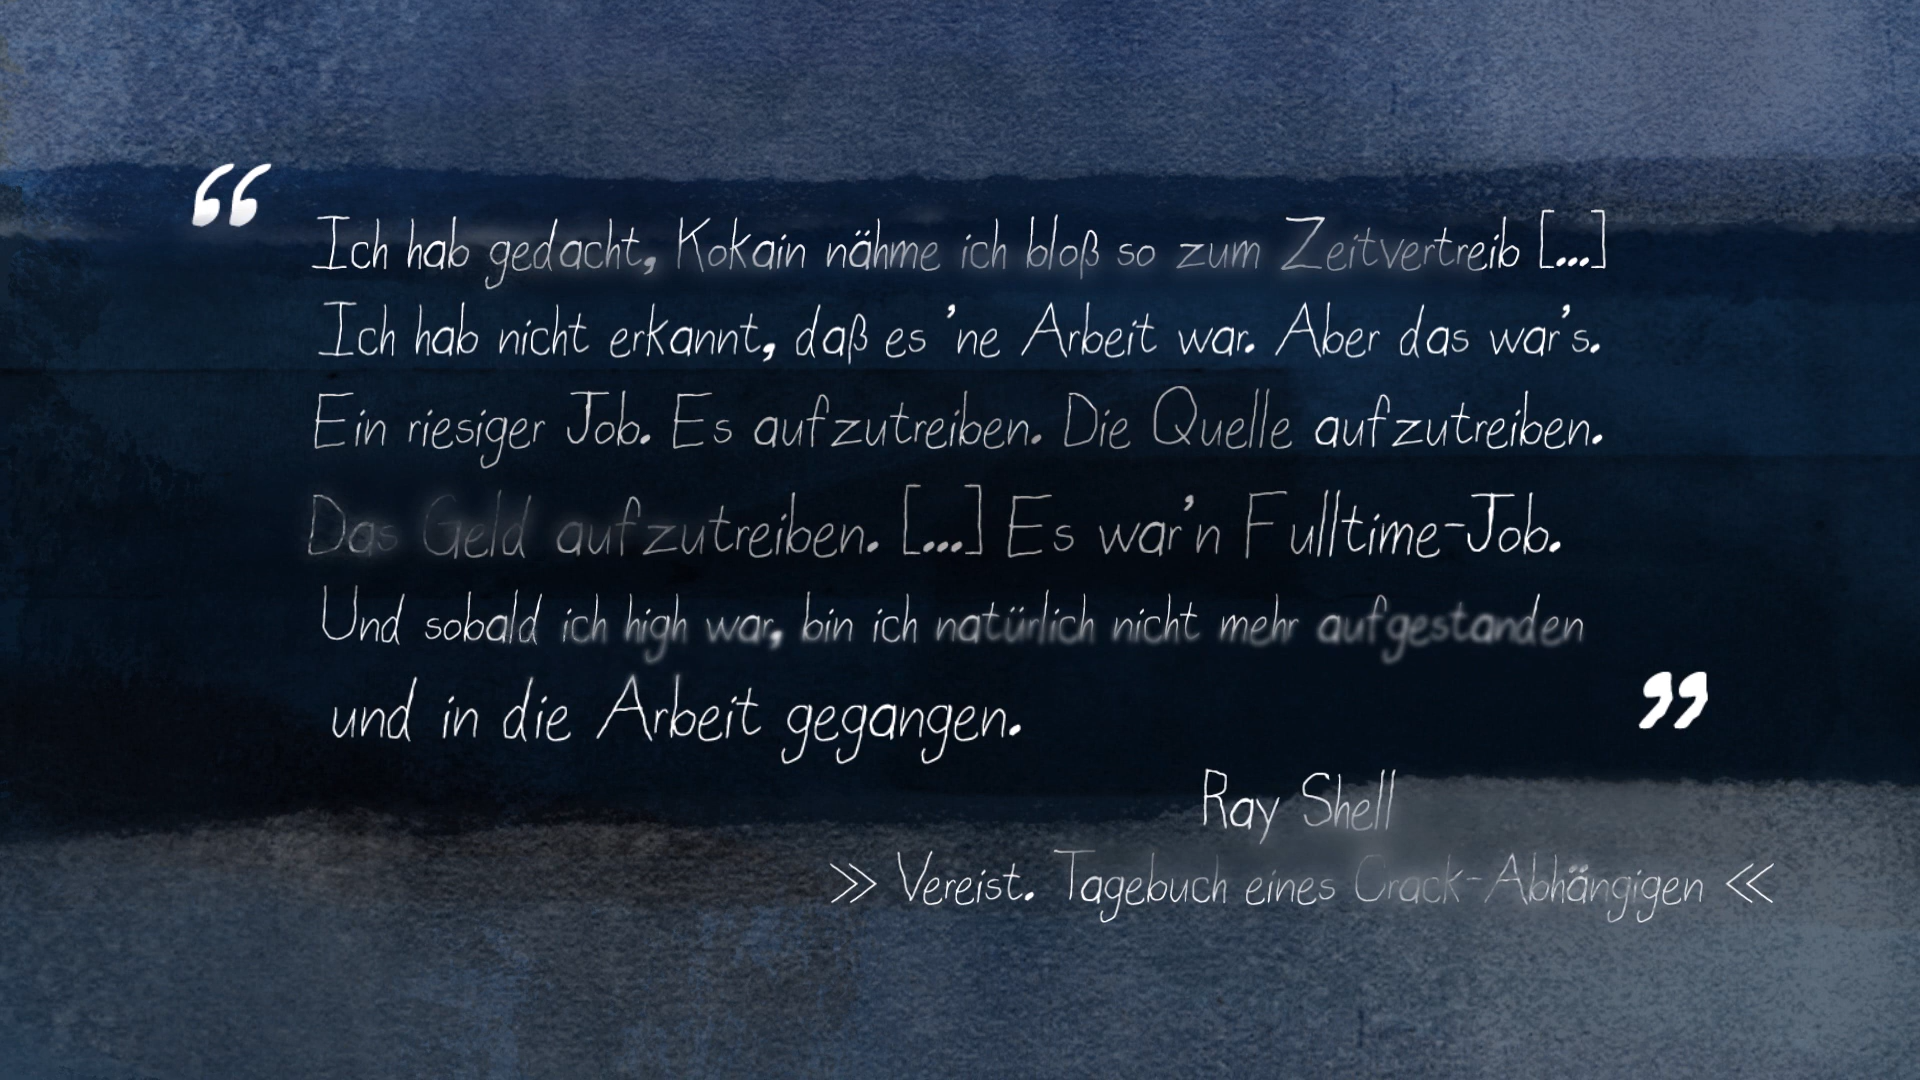 “ Ich hab gedacht, Kokain nähme ich bloß so zum Zeitvertreib [...]
Ich hab nicht erkannt, daß es 'ne Arbeit war. Aber das war's.
Ein riesiger Job. Es aufzutreiben. Die Quelle aufzutreiben.
Das Geld aufzutreiben. [...] Es war'n Fulltime-Job.
Und sobald ich high war, bin ich natürlich nicht mehr aufgestanden
und in die Arbeit gegangen. ”
Ray Shell
» Vereist. Tagebuch eines Crack-Abhängigen «